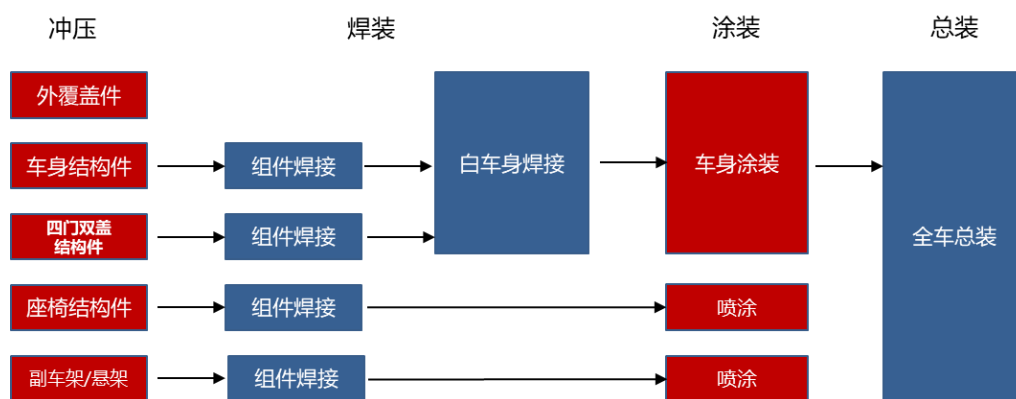 冲压
焊装
涂装
总装
外覆盖件
车身结构件
组件焊接
白车身焊接
车身涂装
四门双盖
结构件
组件焊接
全车总装
座椅结构件
组件焊接
喷涂
副车架/悬架
组件焊接
喷涂